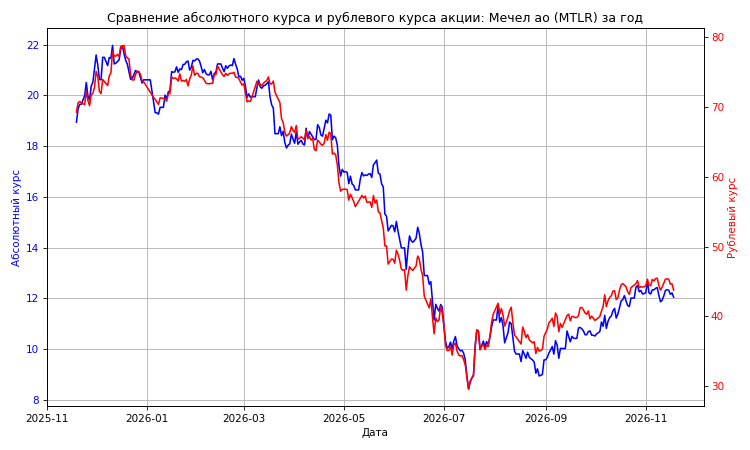 Сравнение абсолютного курса и рублевого курса акции: Мечел ао (MTLR) за год
22
20
18
16
14
12
10
8
Абсолютный курс
80
70
60
50
40
30
Рублевый курс
2025-11 2026-01 2026-03 2026-05 2026-07 2026-09 2026-11
Дата